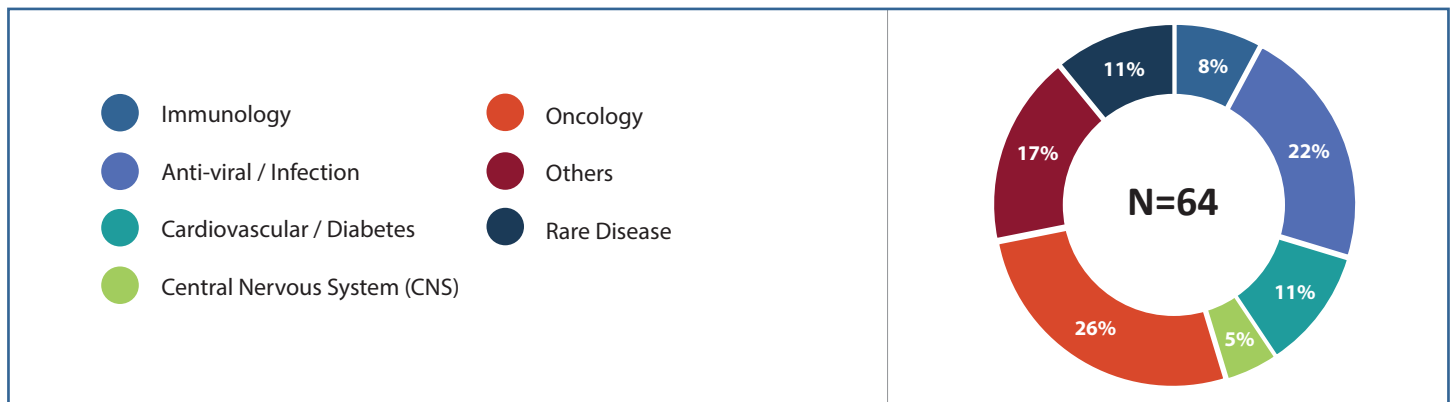 Immunology
Anti-viral / Infection
Cardiovascular / Diabetes
Central Nervous System (CNS)
Oncology
Others
Rare Disease
8%
22%
11%
5%
26%
17%
11%
N=64